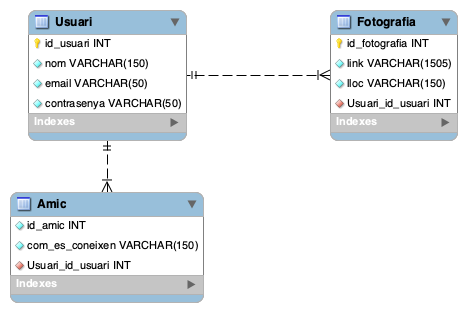 Usuari
id_usuari INT
nom VARCHAR(150)
email VARCHAR(50)
contrasenya VARCHAR(50)
Indexes
Fotografia
id_fotografia INT
link VARCHAR(1505)
lloc VARCHAR(150)
Usuari_id_usuari INT
Indexes
Amic
id_amic INT
com_es_coneixen VARCHAR(150)
Usuari_id_usuari INT
Indexes